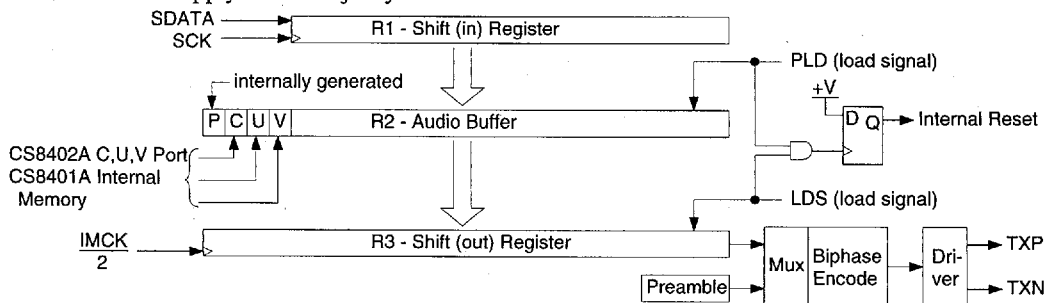 SDATA
SCK
R1 - Shift (in) Register
internally generated
PLD (load signal)
+V
P C U V
R2 - Audio Buffer
D Q
Internal Reset
CS8402A C,U,V Port
CS8401A Internal
Memory
LDS (load signal)
IMCK
2
R3 - Shift (out) Register
Mux
Biphase
Encode
Dri-
ver
TXP
TXN
Preamble